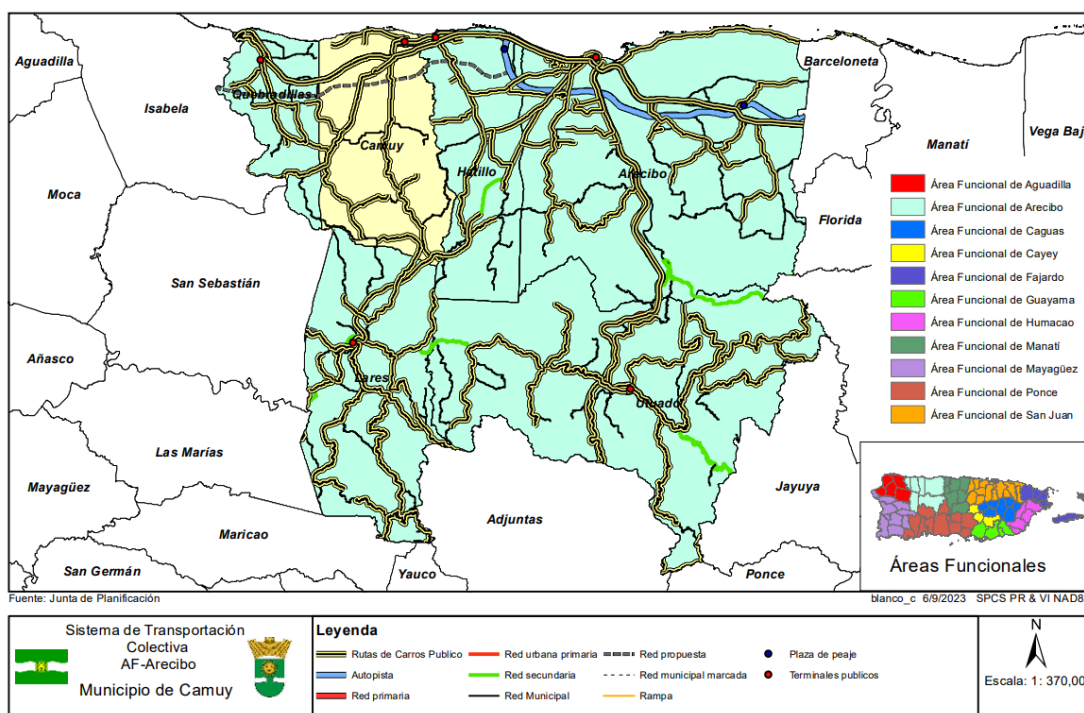 Aguadilla
Isabela
Moca
San Sebastián
Añasco
Las Marías
Mayagüez
Maricao
San Germán
Yauco
Adjuntas
Ponce
Jayuya
Florida
Barceloneta
Manatí
Vega Baj
Quebradillas
Camuy
Hatillo
Arecibo
Lares
Utuado
Área Funcional de Aguadilla
Área Funcional de Arecibo
Área Funcional de Caguas
Área Funcional de Cayey
Área Funcional de Fajardo
Área Funcional de Guayama
Área Funcional de Humacao
Área Funcional de Manatí
Área Funcional de Mayagüez
Área Funcional de Ponce
Área Funcional de San Juan
Áreas Funcionales
Fuente: Junta de Planificación
blanco_c 6/9/2023 SPCS PR & VI NAD8
Sistema de Transportación
Colectiva
AF-Arecibo
Municipio de Camuy
Leyenda
Rutas de Carros Publico
Autopista
Red primaria
Red urbana primaria
Red secundaria
Red Municipal
Red propuesta
Red municipal marcada
Rampa
Plaza de peaje
Terminales publicos
N
Escala: 1: 370,00